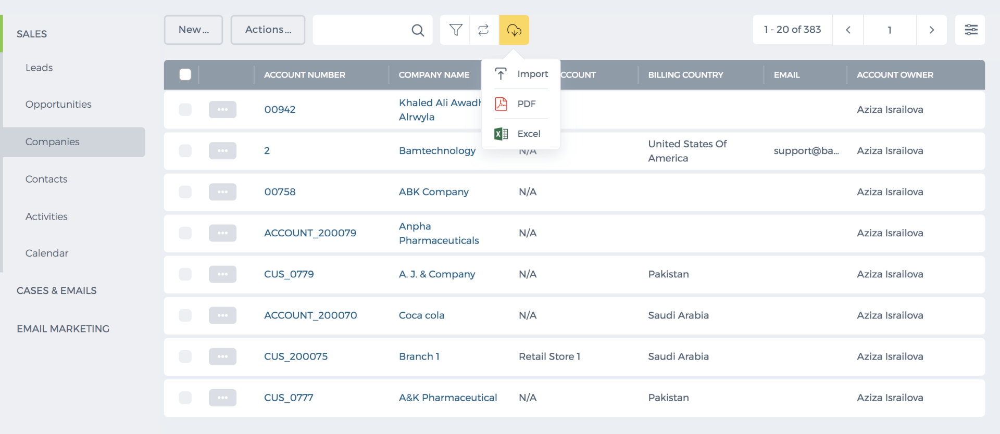 SALES
Leads
Opportunities
Companies
Contacts
Activities
Calendar
CASES & EMAILS
EMAIL MARKETING
New...
Actions...
1 - 20 of 383
1
Import
PDF
Excel
ACCOUNT NUMBER
COMPANY NAME
CCOUNT
BILLING COUNTRY
EMAIL
ACCOUNT OWNER
00942
Khaled Ali Awadh
Alrwyla
Aziza Israilova
2
Bamtechnology
N/A
United States Of
America
support@ba...
Aziza Israilova
00758
ABK Company
N/A
Aziza Israilova
ACCOUNT_200079
Anpha
Pharmaceuticals
N/A
Aziza Israilova
CUS_0779
A. J. & Company
N/A
Pakistan
Aziza Israilova
ACCOUNT_200070
Coca cola
N/A
Saudi Arabia
Aziza Israilova
CUS_200075
Branch 1
Retail Store 1
Saudi Arabia
Aziza Israilova
CUS_0777
A&K Pharmaceutical
N/A
Pakistan
Aziza Israilova